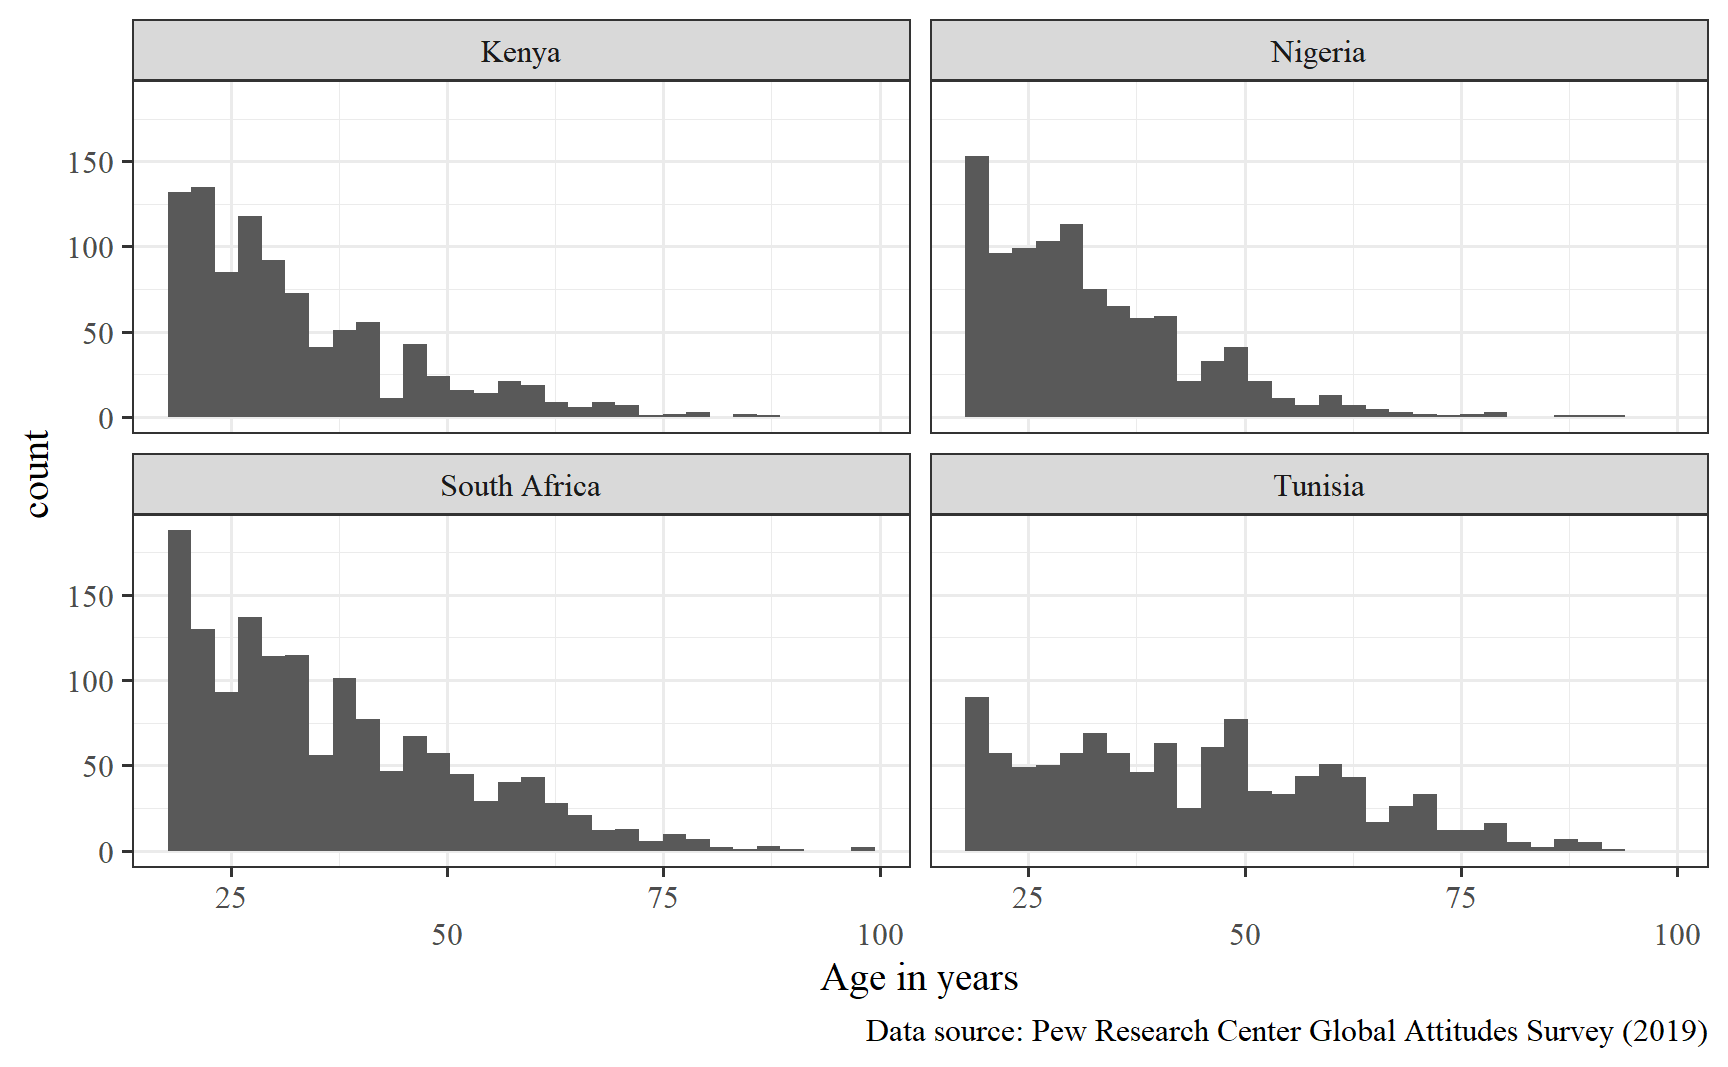 Kenya
Nigeria
150
100
50
0
South Africa
Tunisia
150
100
50
0
count
25
75
25
75
50
100
50
100
Age in years
Data source: Pew Research Center Global Attitudes Survey (2019)